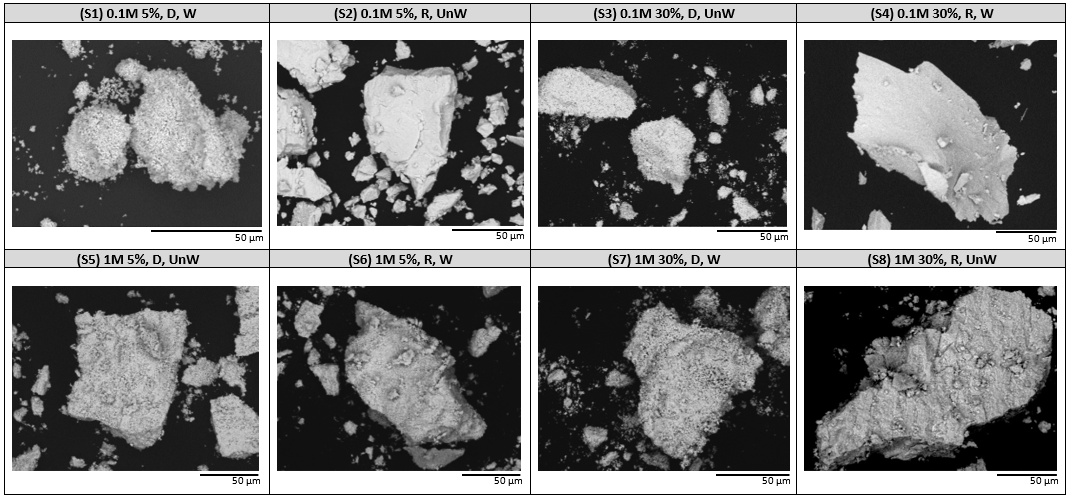 (S1) 0.1M 5%, D, W
(S2) 0.1M 5%, R, UnW
(S3) 0.1M 30%, D, UnW
(S4) 0.1M 30%, R, W
50 µm
50 µm
50 µm
50 µm
(S5) 1M 5%, D, UnW
(S6) 1M 5%, R, W
(S7) 1M 30%, D, W
(S8) 1M 30%, R, UnW
50 µm
50 µm
50 µm
50 µm